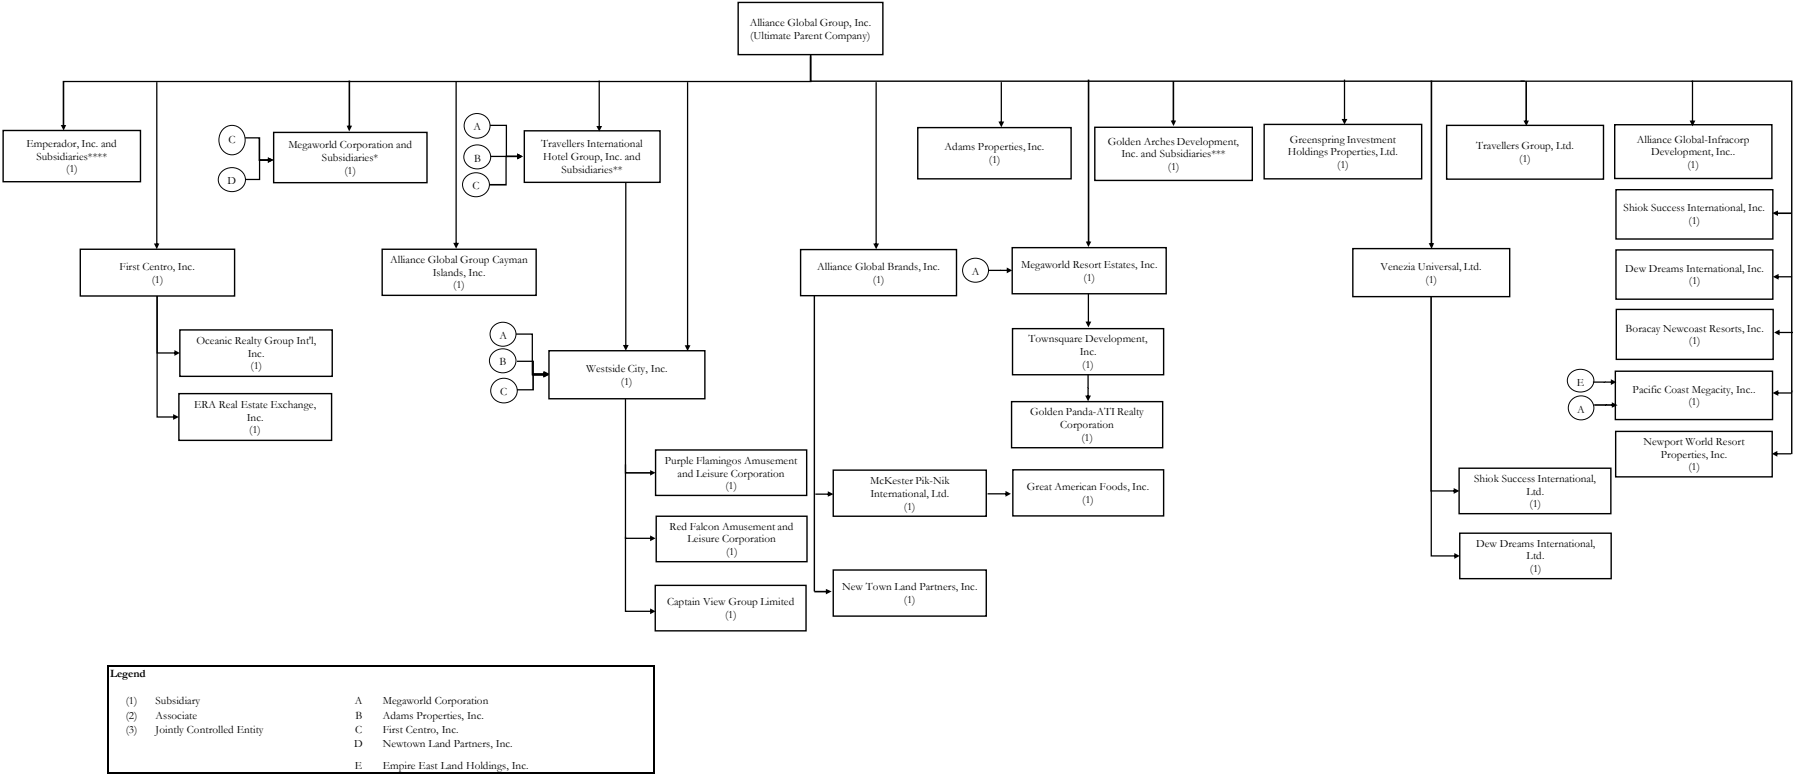 Alliance Global Group, Inc.
(Ultimate Parent Company)
Emperador, Inc. and
Subsidiaries****
(1)
C
D
Megaworld Corporation and
Subsidiaries*
(1)
A
B
C
Travellers International
Hotel Group, Inc. and
Subsidiaries**
Adams Properties, Inc.
(1)
Golden Arches Development,
Inc. and Subsidiaries***
(1)
Greenspring Investment
Holdings Properties, Ltd.
(1)
Travellers Group, Ltd.
(1)
Alliance Global-Infracorp
Development, Inc..
(1)
Shiok Success International, Inc.
(1)
First Centro, Inc.
(1)
Alliance Global Group Cayman
Islands, Inc.
(1)
Alliance Global Brands, Inc.
(1)
A
Megaworld Resort Estates, Inc.
(1)
Venezia Universal, Ltd.
(1)
Dew Dreams International, Inc.
(1)
Oceanic Realty Group Int'l,
Inc.
(1)
A
B
C
Westside City, Inc.
(1)
Townsquare Development,
Inc.
(1)
Boracay Newcoast Resorts, Inc.
(1)
ERA Real Estate Exchange,
Inc.
(1)
Golden Panda-ATI Realty
Corporation
(1)
E
A
Pacific Coast Megacity, Inc..
(1)
Newport World Resort
Properties, Inc.
(1)
Purple Flamingos Amusement
and Leisure Corporation
(1)
McKester Pik-Nik
International, Ltd.
(1)
Great American Foods, Inc.
(1)
Shiok Success International,
Ltd.
(1)
Red Falcon Amusement and
Leisure Corporation
(1)
Dew Dreams International,
Ltd.
(1)
Captain View Group Limited
(1)
New Town Land Partners, Inc.
(1)
Legend
(1) Subsidiary A Megaworld Corporation
(2) Associate B Adams Properties, Inc.
(3) Jointly Controlled Entity C First Centro, Inc.
D Newtown Land Partners, Inc.
E Empire East Land Holdings, Inc.